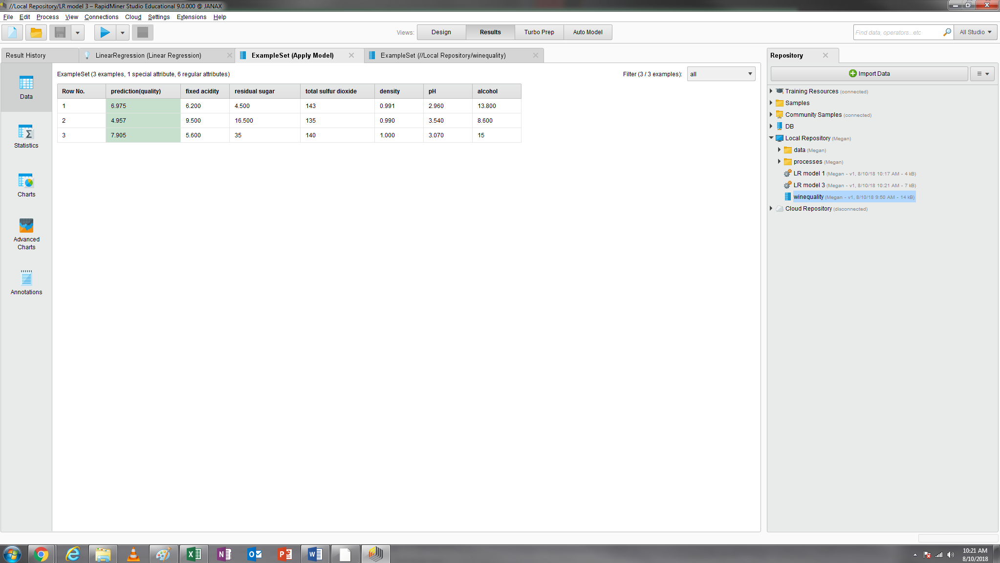 //Local Repository/LR model 3 – RapidMiner Studio Educational 9.0.000 @ JANAX
File Edit Process View Connections Cloud Settings Extensions Help
Views: Design Results Turbo Prep Auto Model
Find data, operators...etc All Studio
Result History LinearRegression (Linear Regression) ExampleSet (Apply Model) ExampleSet (//Local Repository/winequality)
Data
Statistics
Charts
Advanced
Charts
Annotations
ExampleSet (3 examples, 1 special attribute, 6 regular attributes) Filter (3 / 3 examples): all
Row No. prediction(quality) fixed acidity residual sugar total sulfur dioxide density pH alcohol
1 6.975 6.200 4.500 143 0.991 2.960 13.800
2 4.957 9.500 16.500 135 0.990 3.540 8.600
3 7.905 5.600 35 140 1.000 3.070 15
Repository
Import Data
Training Resources (connected)
Samples
Community Samples (connected)
DB
Local Repository (Megan)
data (Megan)
processes (Megan)
LR model 1 (Megan - v1, 8/10/18 10:17 AM - 4 kB)
LR model 3 (Megan - v1, 8/10/18 10:21 AM - 7 kB)
winequality (Megan - v1, 8/10/18 9:50 AM - 14 kB)
Cloud Repository (disconnected)
10:21 AM
8/10/2018